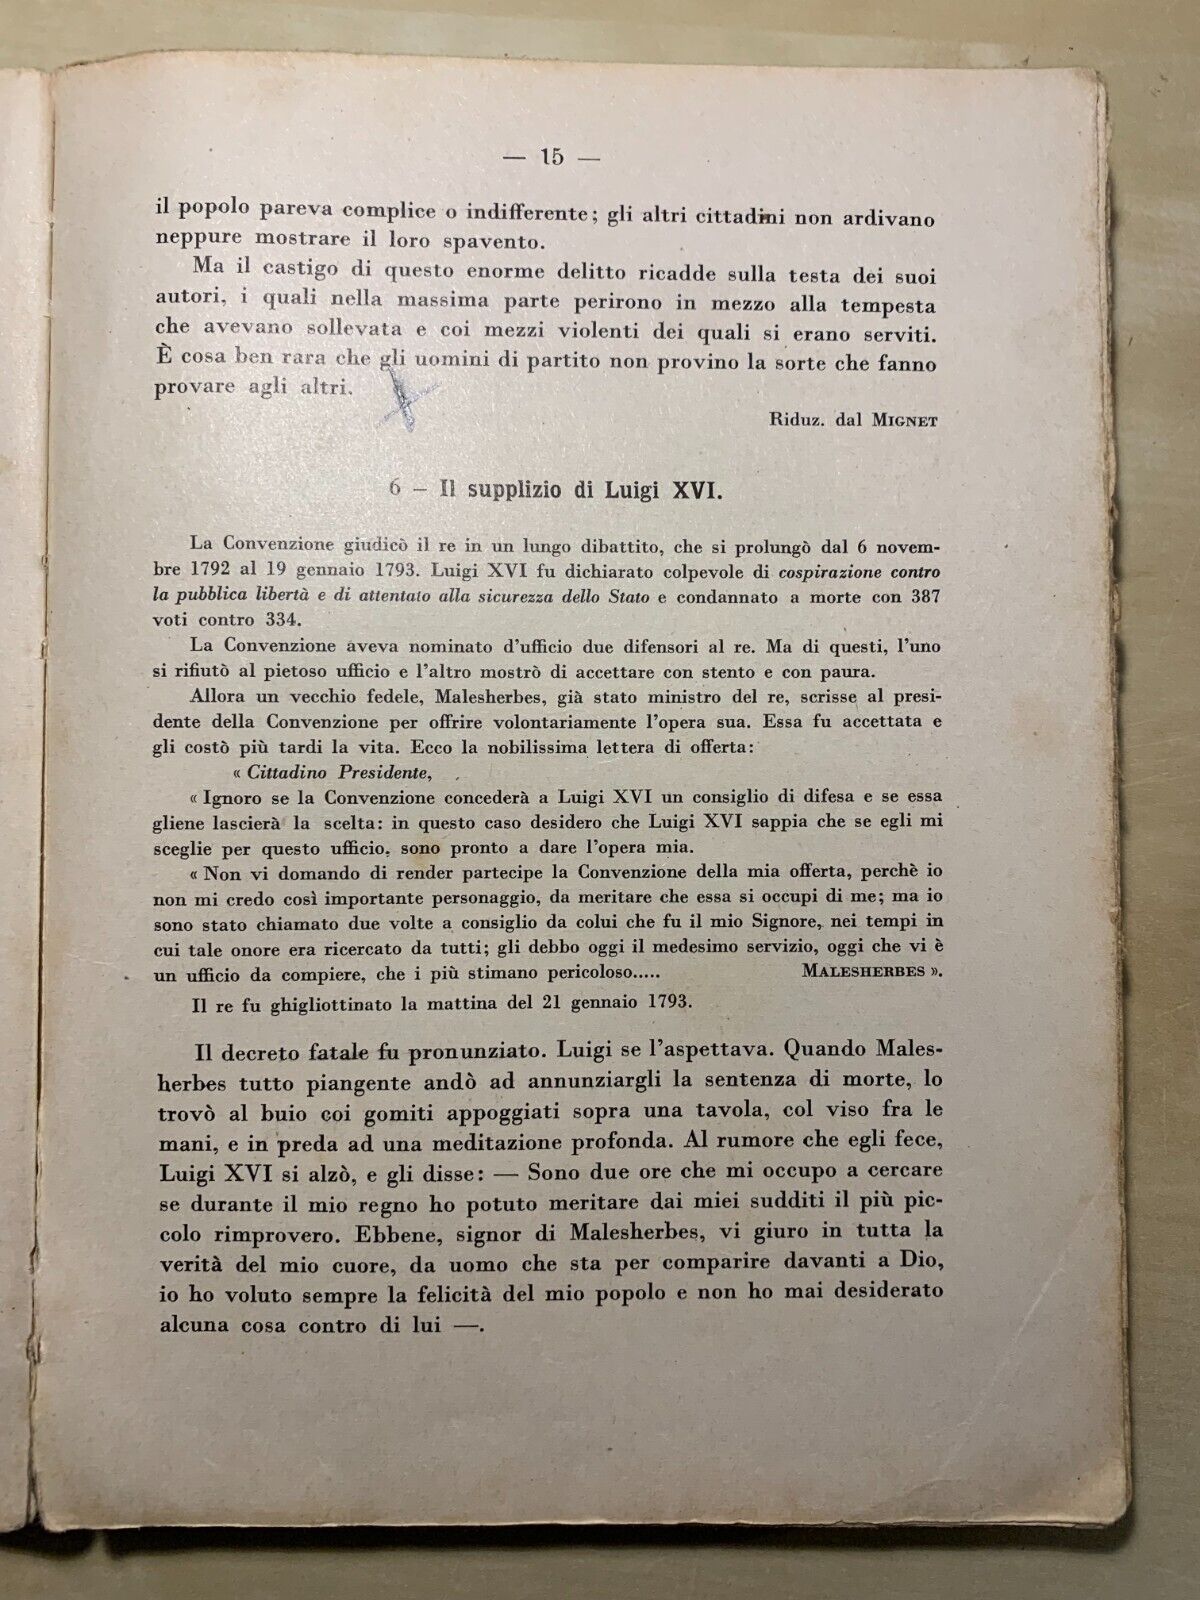 — 15 —
il popolo pareva complice o indifferente; gli altri cittadini non ardivano
neppure mostrare il loro spavento.
Ma il castigo di questo enorme delitto ricadde sulla testa dei suoi
autori, i quali nella massima parte perirono in mezzo alla tempesta
che avevano sollevata e coi mezzi violenti dei quali si erano serviti.
È cosa ben rara che gli uomini di partito non provino la sorte che fanno
provare agli altri.
Riduz. dal MIGNET
6 — Il supplizio di Luigi XVI.
La Convenzione giudicò il re in un lungo dibattito, che si prolungò dal 6 novem-
bre 1792 al 19 gennaio 1793. Luigi XVI fu dichiarato colpevole di cospirazione contro
la pubblica libertà e di attentato alla sicurezza dello Stato e condannato a morte con 387
voti contro 334.
La Convenzione aveva nominato d'ufficio due difensori al re. Ma di questi, l'uno
si rifiutò al pietoso ufficio e l'altro mostrò di accettare con stento e con paura.
Allora un vecchio fedele, Malesherbes, già stato ministro del re, scrisse al presi-
dente della Convenzione per offrire volontariamente l'opera sua. Essa fu accettata e
gli costò più tardi la vita. Ecco la nobilissima lettera di offerta:
« Cittadino Presidente,
« Ignoro se la Convenzione concederà a Luigi XVI un consiglio di difesa e se essa
gliene lascierà la scelta: in questo caso desidero che Luigi XVI sappia che se egli mi
sceglie per questo ufficio, sono pronto a dare l'opera mia.
« Non vi domando di render partecipe la Convenzione della mia offerta, perchè io
non mi credo così importante personaggio, da meritare che essa si occupi di me; ma io
sono stato chiamato due volte a consiglio da colui che fu il mio Signore, nei tempi in
cui tale onore era ricercato da tutti; gli debbo oggi il medesimo servizio, oggi che vi è
un ufficio da compiere, che i più stimano pericoloso..... MALESHERBES ».
Il re fu ghigliottinato la mattina del 21 gennaio 1793.
Il decreto fatale fu pronunziato. Luigi se l'aspettava. Quando Males-
herbes tutto piangente andò ad annunziargli la sentenza di morte, lo
trovò al buio coi gomiti appoggiati sopra una tavola, col viso fra le
mani, e in preda ad una meditazione profonda. Al rumore che egli fece,
Luigi XVI si alzò, e gli disse: — Sono due ore che mi occupo a cercare
se durante il mio regno ho potuto meritare dai miei sudditi il più pic-
colo rimprovero. Ebbene, signor di Malesherbes, vi giuro in tutta la
verità del mio cuore, da uomo che sta per comparire davanti a Dio,
io ho voluto sempre la felicità del mio popolo e non ho mai desiderato
alcuna cosa contro di lui —.